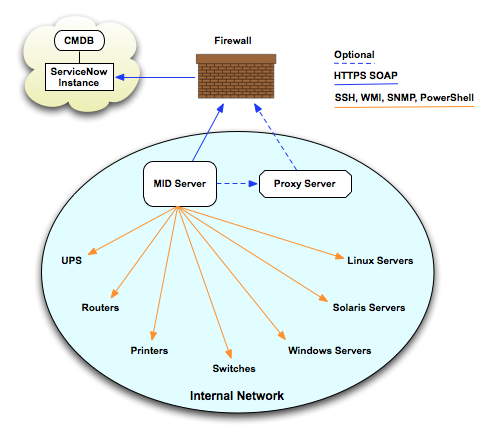 CMDB
ServiceNow
Instance
Firewall
Optional
HTTPS SOAP
SSH, WMI, SNMP, PowerShell
MID Server
Proxy Server
UPS
Linux Servers
Routers
Solaris Servers
Printers
Windows Servers
Switches
Internal Network